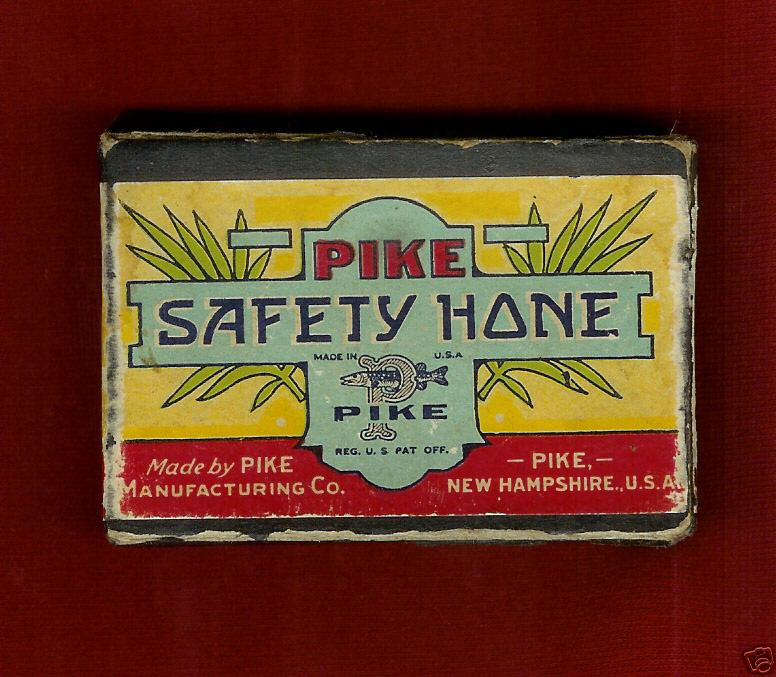 PIKE
SAFETY HONE
MADE IN U.S.A
P
PIKE
REG. U.S PAT OFF.
Made by PIKE
MANUFACTURING CO.
— PIKE, —
NEW HAMPSHIRE., U.S.A.